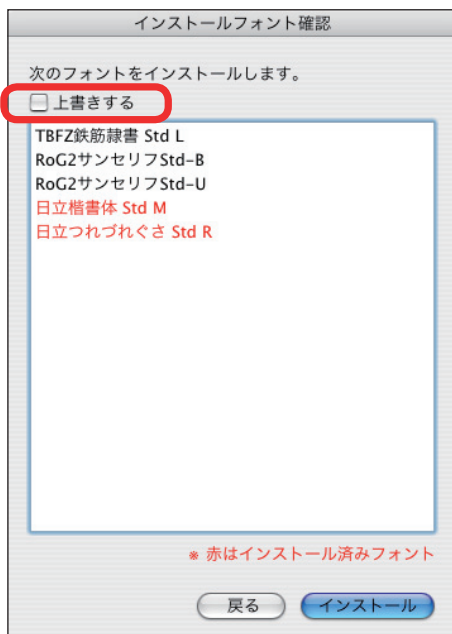 インストールフォント確認
次のフォントをインストールします。
上書きする
TBFZ鉄筋隷書 Std L
RoG2サンセリフStd-B
RoG2サンセリフStd-U
日立楷書体 Std M
日立つれづれぐさ Std R
※ 赤はインストール済みフォント
戻る
インストール